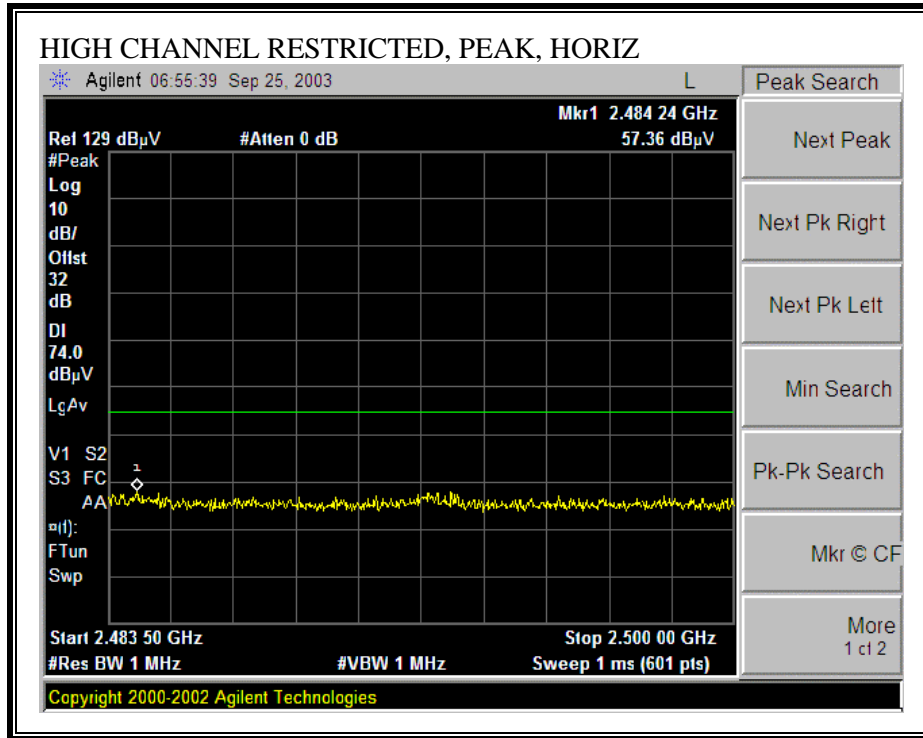 HIGH CHANNEL RESTRICTED, PEAK, HORIZ
Agilent 06:55:39 Sep 25, 2003 L
Peak Search
Mkr1 2.484 24 GHz
Ref 129 dBµV #Atten 0 dB 57.36 dBµV
#Peak
Log
10
dB/
Offst
32
dB
DI
74.0
dBµV
LgAv
V1 S2
S3 FC
AA
¤(f):
FTun
Swp
1
Start 2.483 50 GHz Stop 2.500 00 GHz
#Res BW 1 MHz #VBW 1 MHz Sweep 1 ms (601 pts)
Copyright 2000-2002 Agilent Technologies
Next Peak
Next Pk Right
Next Pk Left
Min Search
Pk-Pk Search
Mkr © CF
More
1 of 2